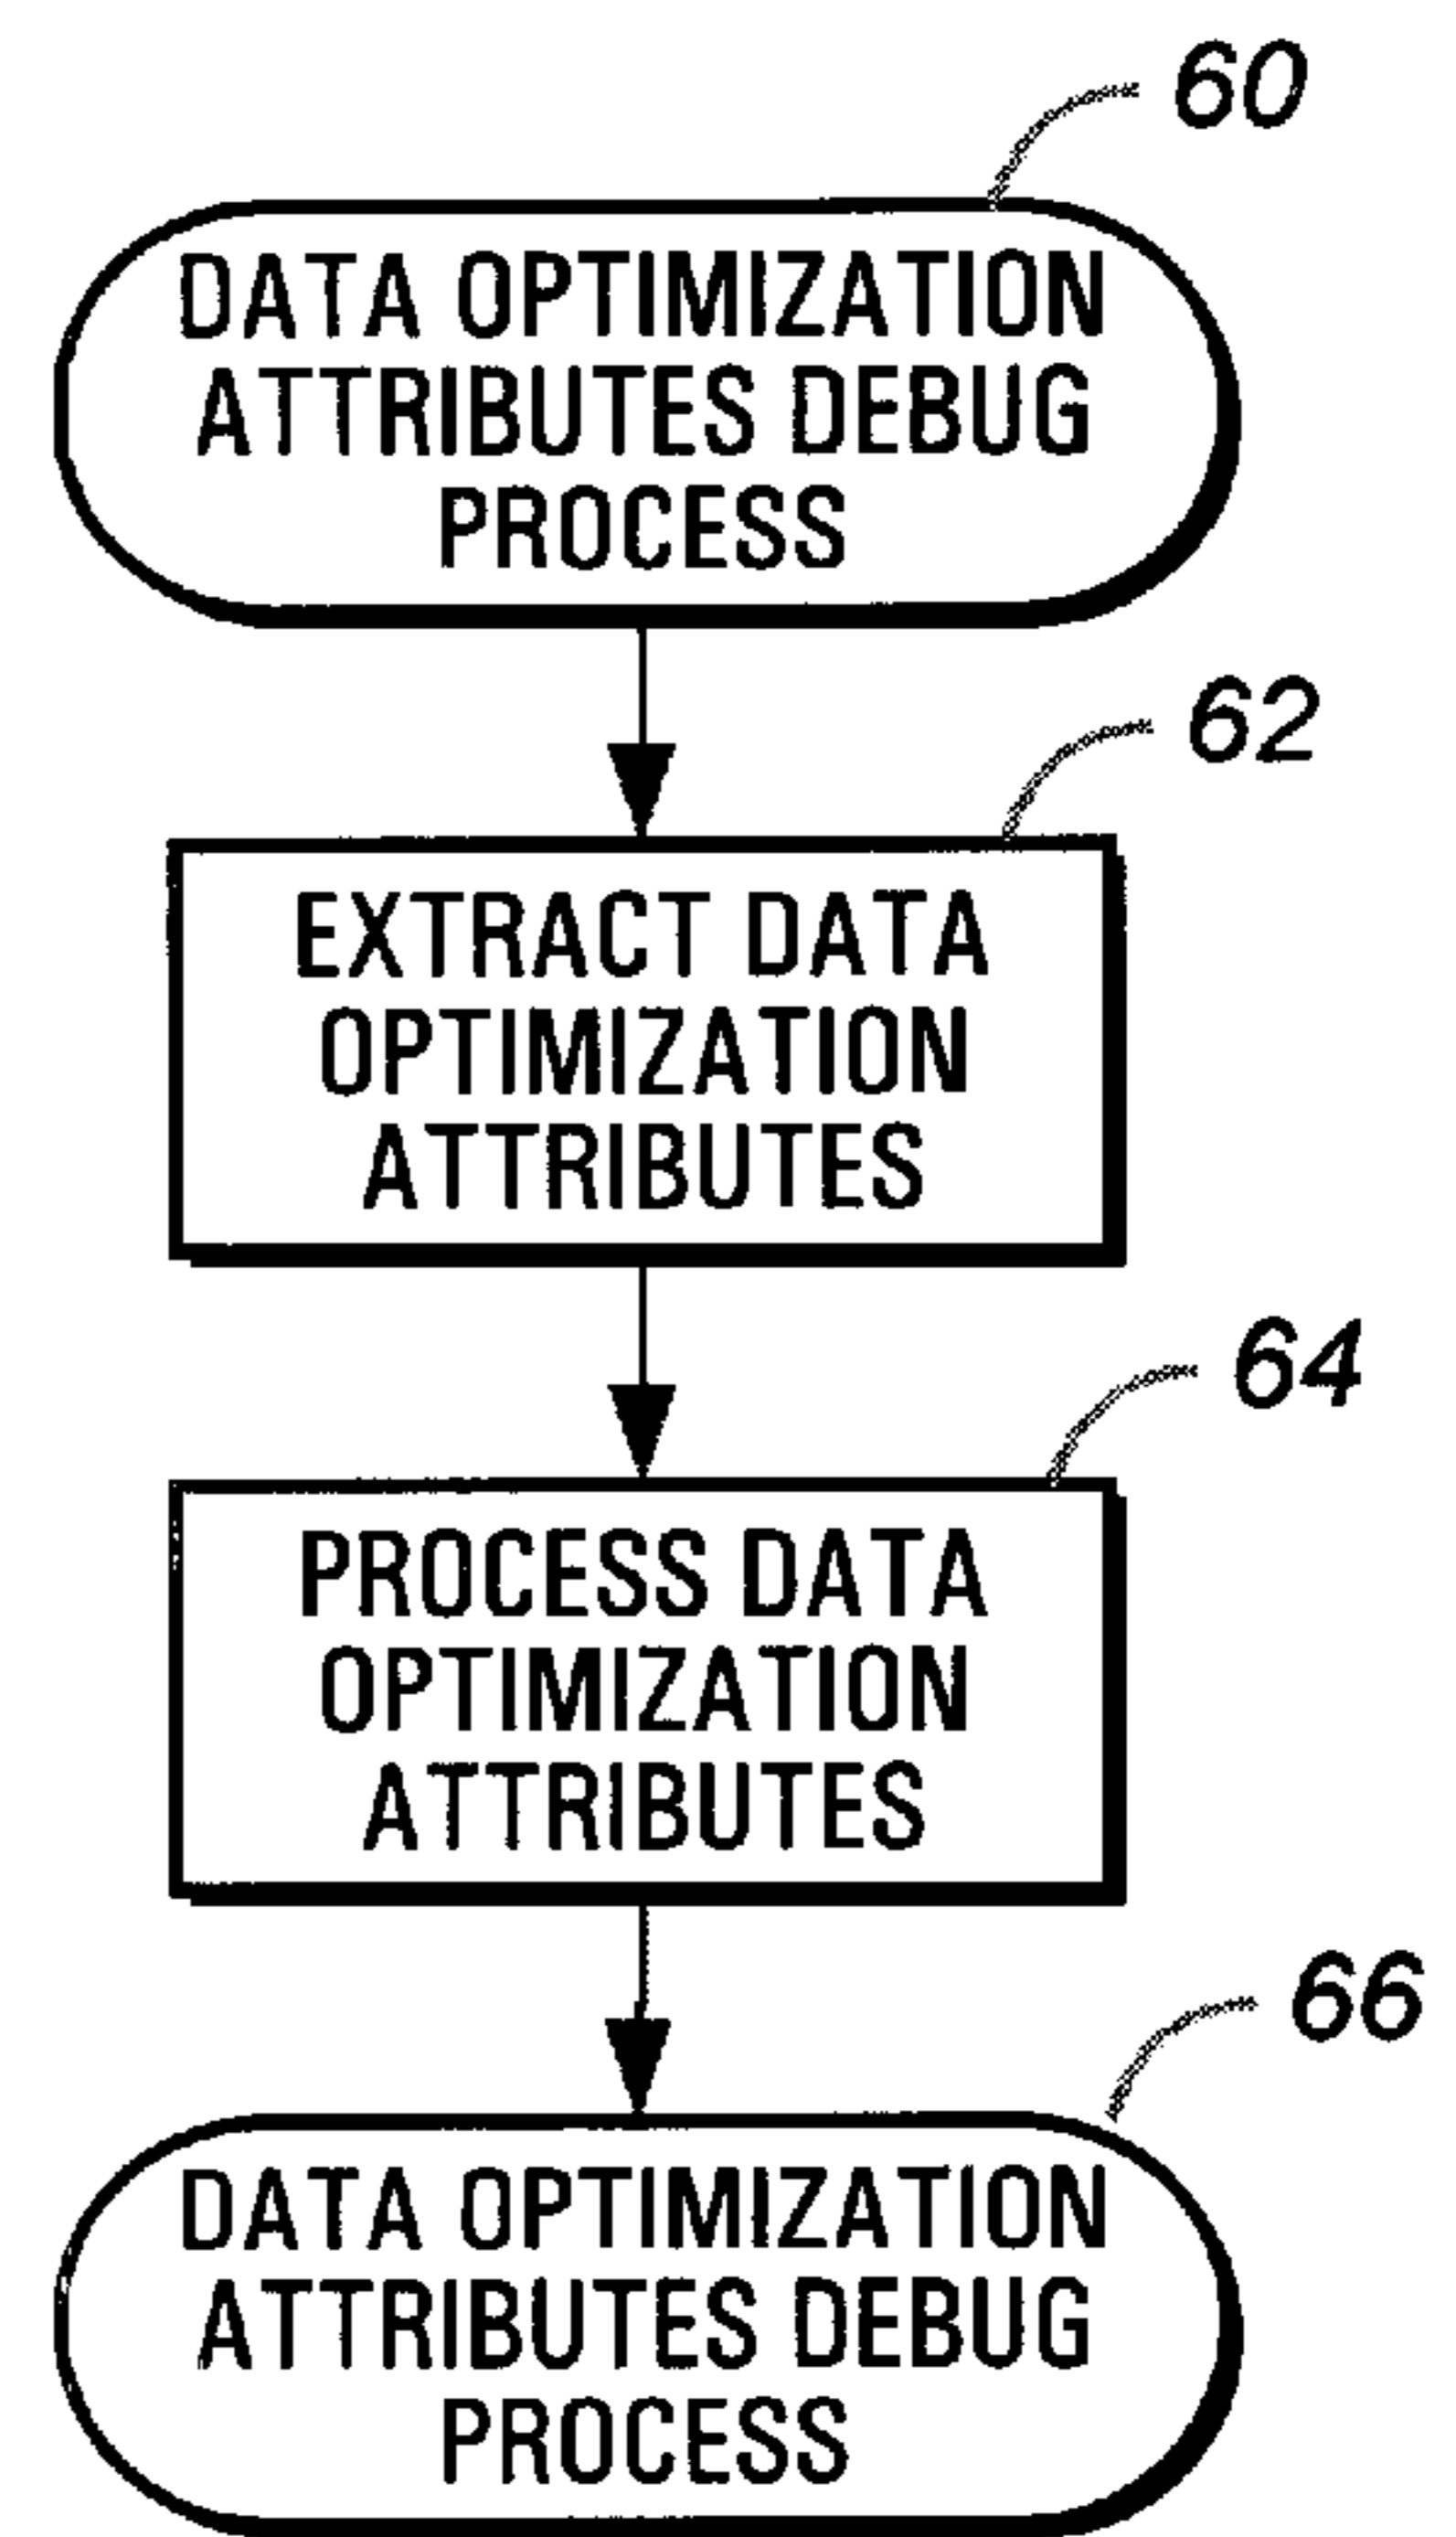 60
DATA OPTIMIZATION
ATTRIBUTES DEBUG
PROCESS
62
EXTRACT DATA
OPTIMIZATION
ATTRIBUTES
64
PROCESS DATA
OPTIMIZATION
ATTRIBUTES
66
DATA OPTIMIZATION
ATTRIBUTES DEBUG
PROCESS